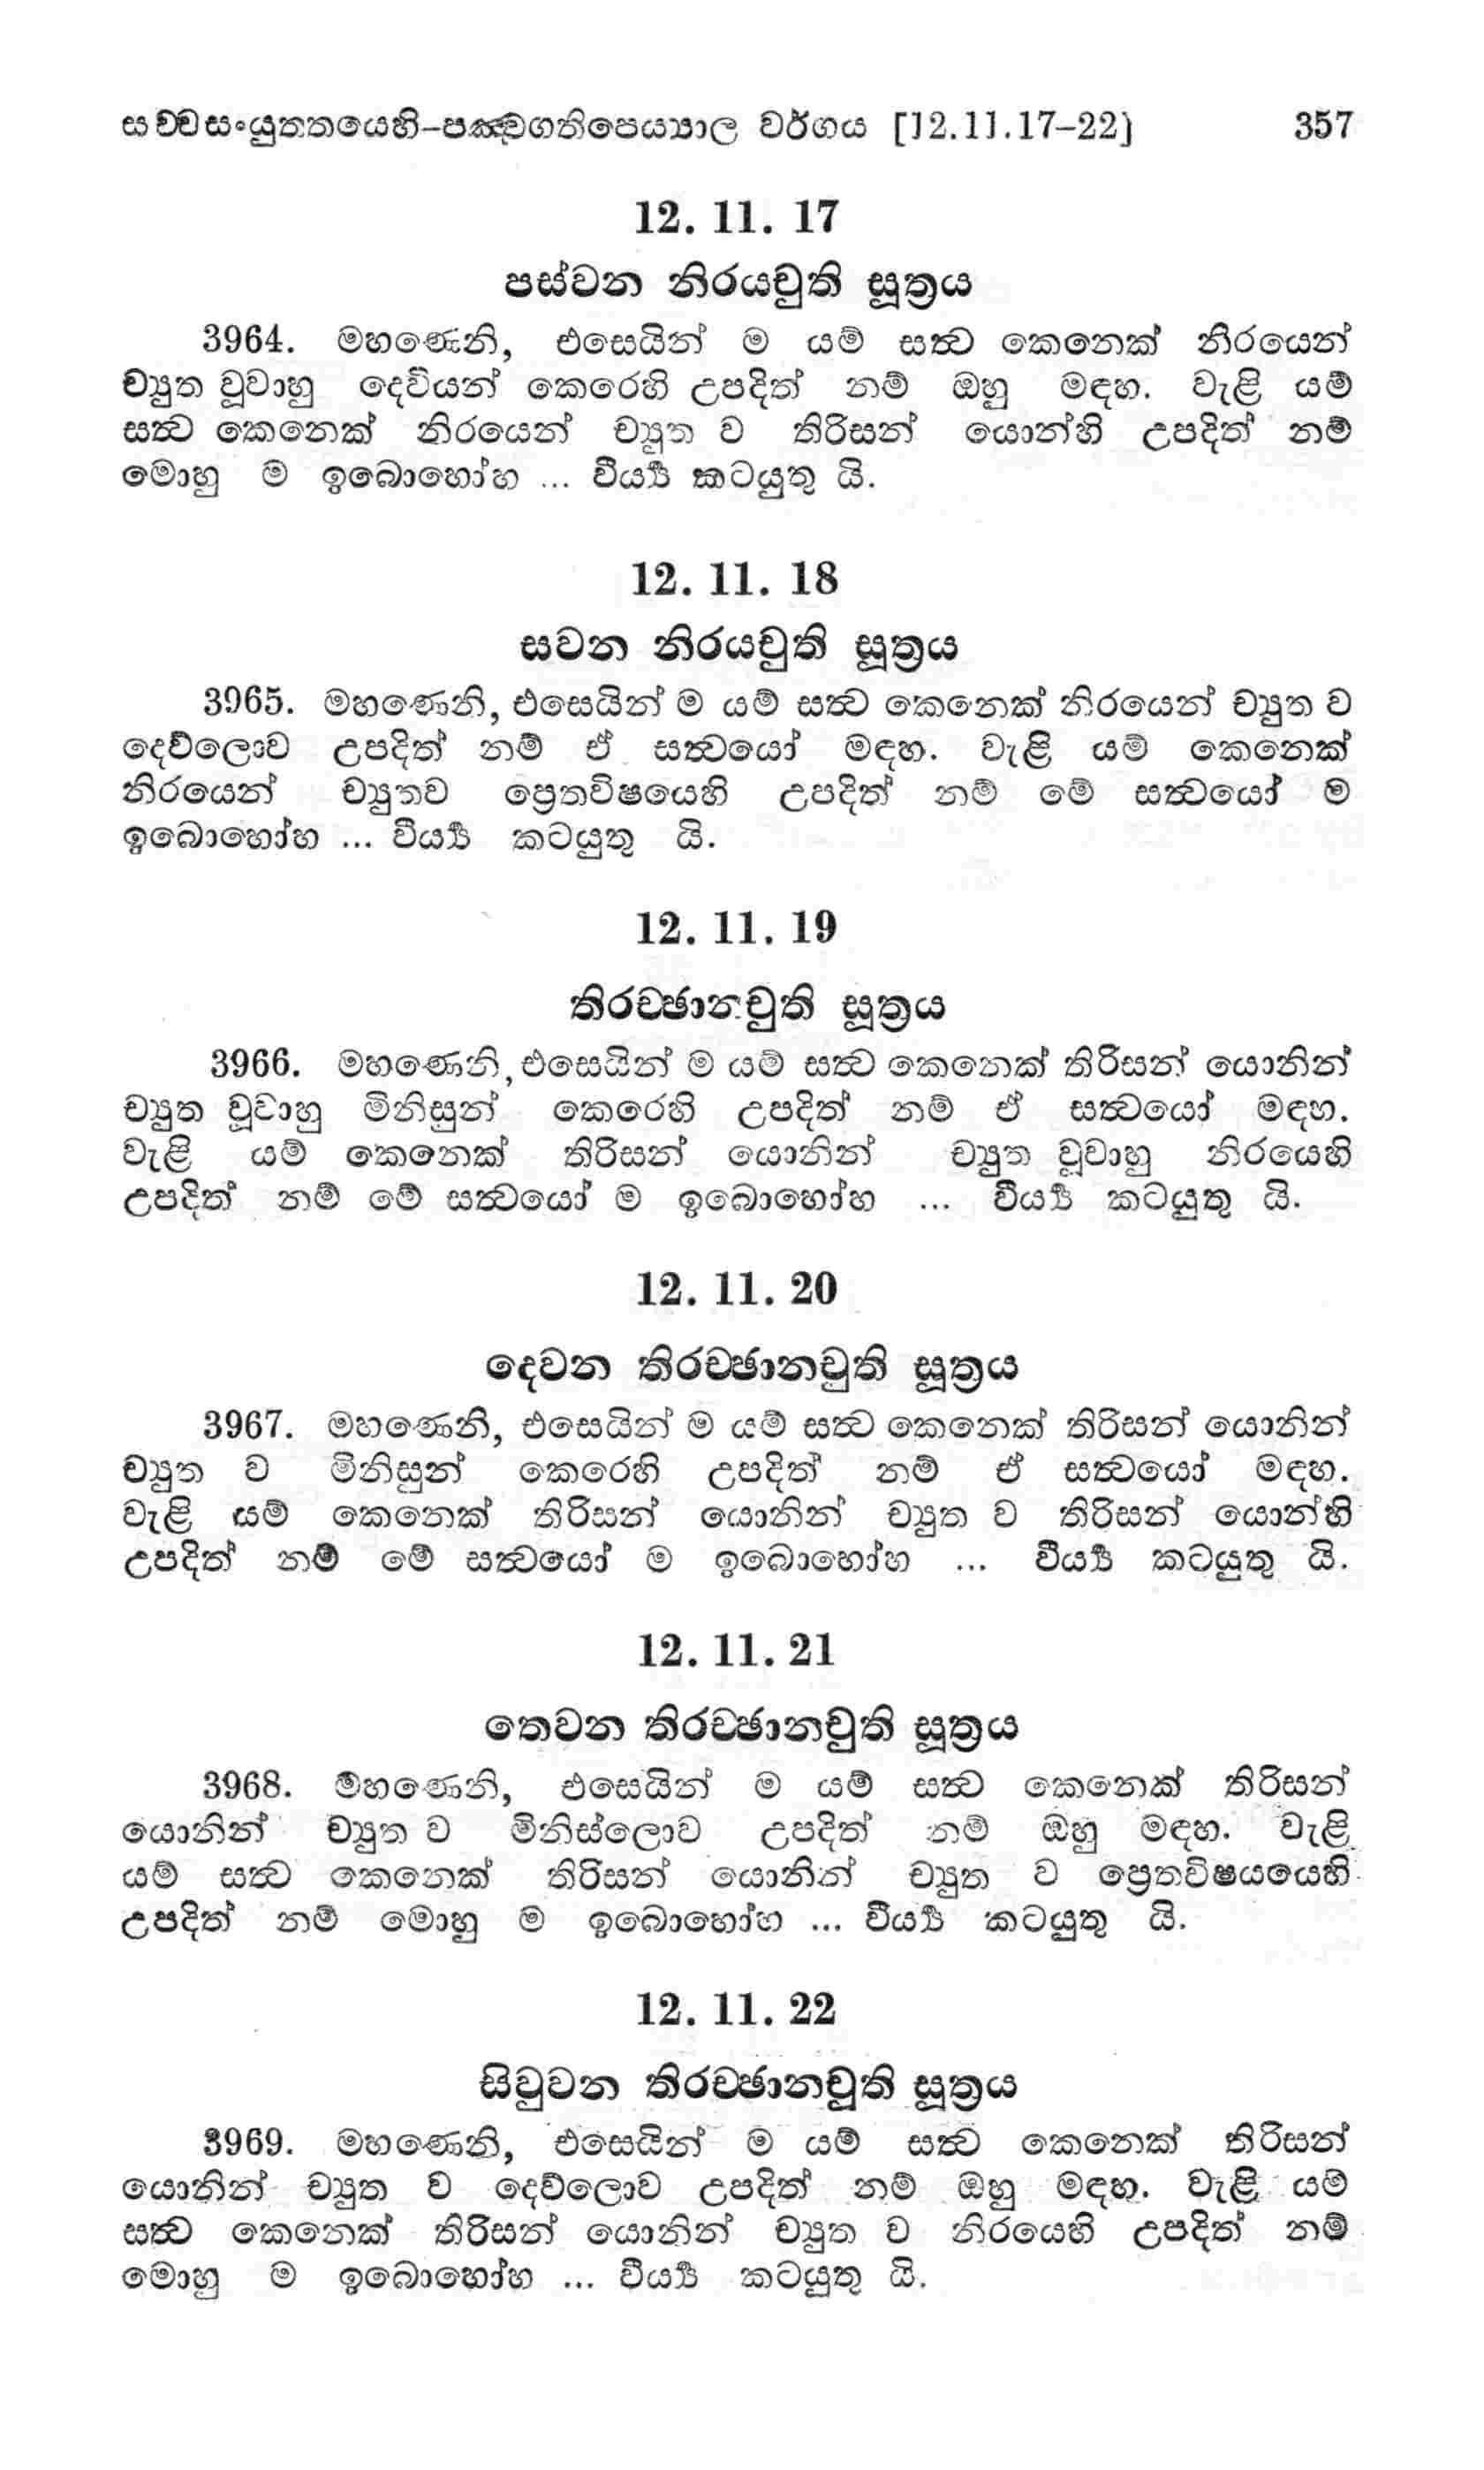 සච්චසංයුත්තයෙහි-පඤ්චගතිපෙය්‍යාල වර්ගය [12.11.17-22] 357
12. 11. 17
පස්වන නිරයචුති සූත්‍රය
3964. මහණෙනි, එසෙයින් ම යම් සත්‍ව කෙනෙක් නිරයෙන්
ච්‍යුත වූවාහු දෙවියන් කෙරෙහි උපදිත් නම් ඔහු මඳහ. වැළි යම්
සත්‍ව කෙනෙක් නිරයෙන් ච්‍යුත ව තිරිසන් යොන්හි උපදිත් නම්
මොහු ම ඉබොහෝහ ... වීර්‍ය්‍ය කටයුතු යි.
12. 11. 18
සවන නිරයචුති සූත්‍රය
3965. මහණෙනි, එසෙයින් ම යම් සත්‍ව කෙනෙක් නිරයෙන් ච්‍යුත ව
දෙව්ලොව උපදිත් නම් ඒ සත්‍වයෝ මඳහ. වැළි යම් කෙනෙක්
නිරයෙන් ච්‍යුතව ප්‍රෙතවිෂයෙහි උපදිත් නම් මේ සත්‍වයෝ ම
ඉබොහෝහ ... වීර්‍ය්‍ය කටයුතු යි.
12. 11. 19
තිරච්ඡානචුති සූත්‍රය
3966. මහණෙනි, එසෙයින් ම යම් සත්‍ව කෙනෙක් තිරිසන් යොනින්
ච්‍යුත වූවාහු මිනිසුන් කෙරෙහි උපදිත් නම් ඒ සත්‍වයෝ මඳහ.
වැළි යම් කෙනෙක් තිරිසන් යොනින් ච්‍යුත වූවාහු නිරයෙහි
උපදිත් නම් මේ සත්‍වයෝ ම ඉබොහෝහ ... වීර්‍ය්‍ය කටයුතු යි.
12. 11. 20
දෙවන තිරච්ඡානචුති සූත්‍රය
3967. මහණෙනි, එසෙයින් ම යම් සත්‍ව කෙනෙක් තිරිසන් යොනින්
ච්‍යුත ව මිනිසුන් කෙරෙහි උපදිත් නම් ඒ සත්‍වයෝ මඳහ.
වැළි යම් කෙනෙක් තිරිසන් යොනින් ච්‍යුත ව තිරිසන් යොන්හි
උපදිත් නම් මේ සත්‍වයෝ ම ඉබොහෝහ ... වීර්‍ය්‍ය කටයුතු යි.
12. 11. 21
තෙවන තිරච්ඡානචුති සූත්‍රය
3968. මහණෙනි, එසෙයින් ම යම් සත්‍ව කෙනෙක් තිරිසන්
යොනින් ච්‍යුත ව මිනිස්ලොව උපදිත් නම් ඔහු මඳහ. වැළි
යම් සත්‍ව කෙනෙක් තිරිසන් යොනින් ච්‍යුත ව ප්‍රෙතවිෂයයෙහි
උපදිත් නම් මොහු ම ඉබොහෝහ ... වීර්‍ය්‍ය කටයුතු යි.
12. 11. 22
සිවුවන තිරච්ඡානචුති සූත්‍රය
3969. මහණෙනි, එසෙයින් ම යම් සත්‍ව කෙනෙක් තිරිසන්
යොනින් ච්‍යුත ව දෙව්ලොව උපදිත් නම් ඔහු මඳහ. වැළි යම්
සත්‍ව කෙනෙක් තිරිසන් යොනින් ච්‍යුත ව නිරයෙහි උපදිත් නම්
මොහු ම ඉබොහෝහ ... වීර්‍ය්‍ය කටයුතු යි.